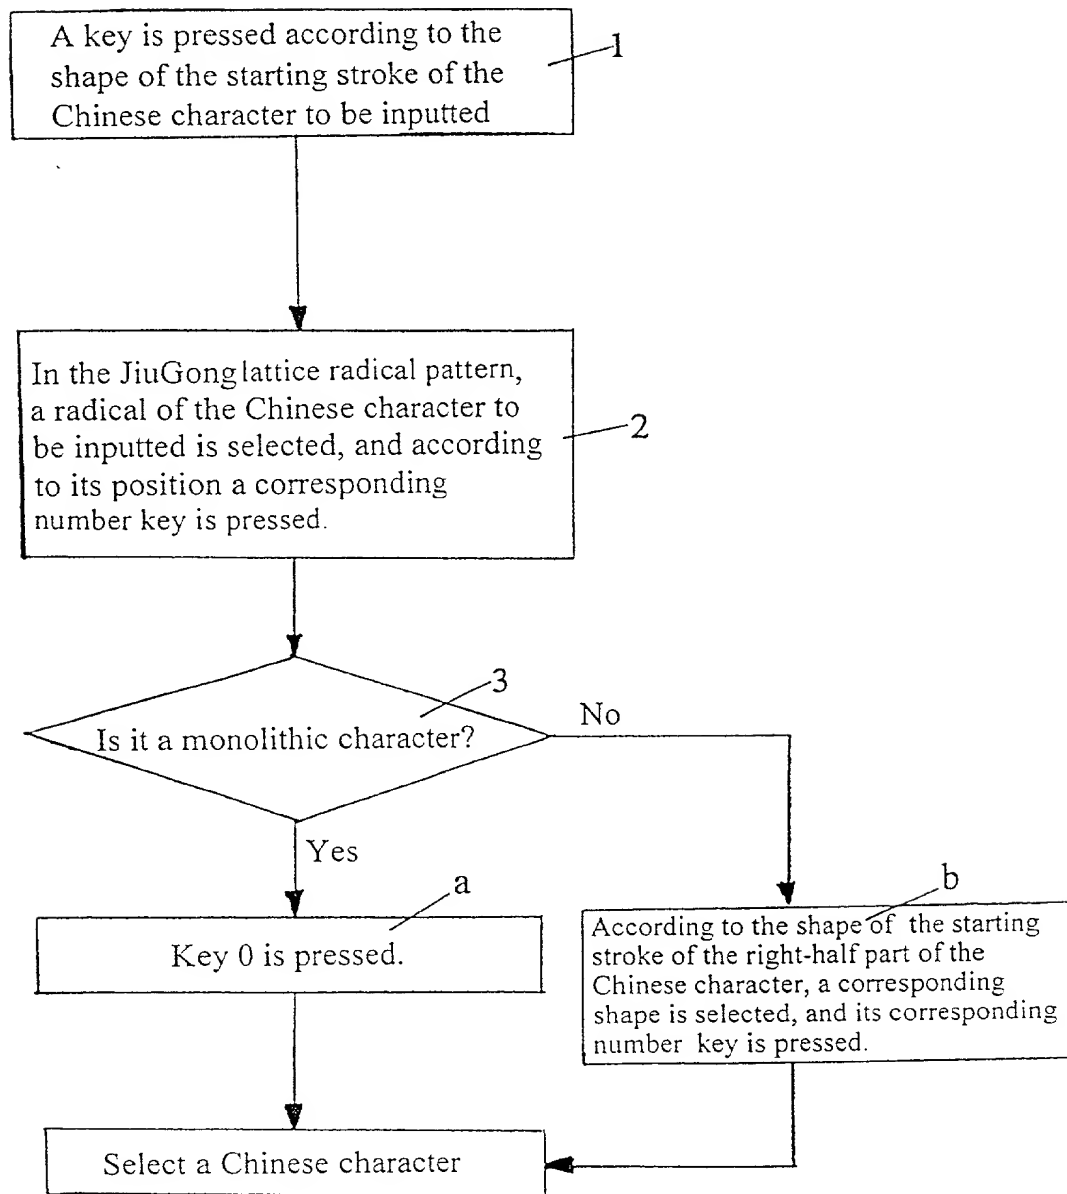 A key is pressed according to the
shape of the starting stroke of the
Chinese character to be inputted
1
In the JiuGong lattice radical pattern,
a radical of the Chinese character to
be inputted is selected, and according
to its position a corresponding
number key is pressed.
2
3
Is it a monolithic character?
No
Yes
a
Key 0 is pressed.
b
According to the shape of the starting
stroke of the right-half part of the
Chinese character, a corresponding
shape is selected, and its corresponding
number key is pressed.
Select a Chinese character